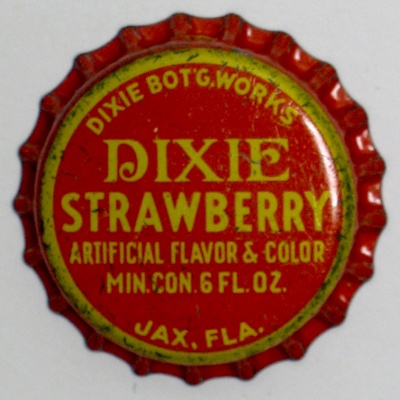 DIXIE BOT'G.WORKS
DIXIE
STRAWBERRY
ARTIFICIAL FLAVOR & COLOR
MIN.CON.6 FL.OZ.
JAX, FLA.